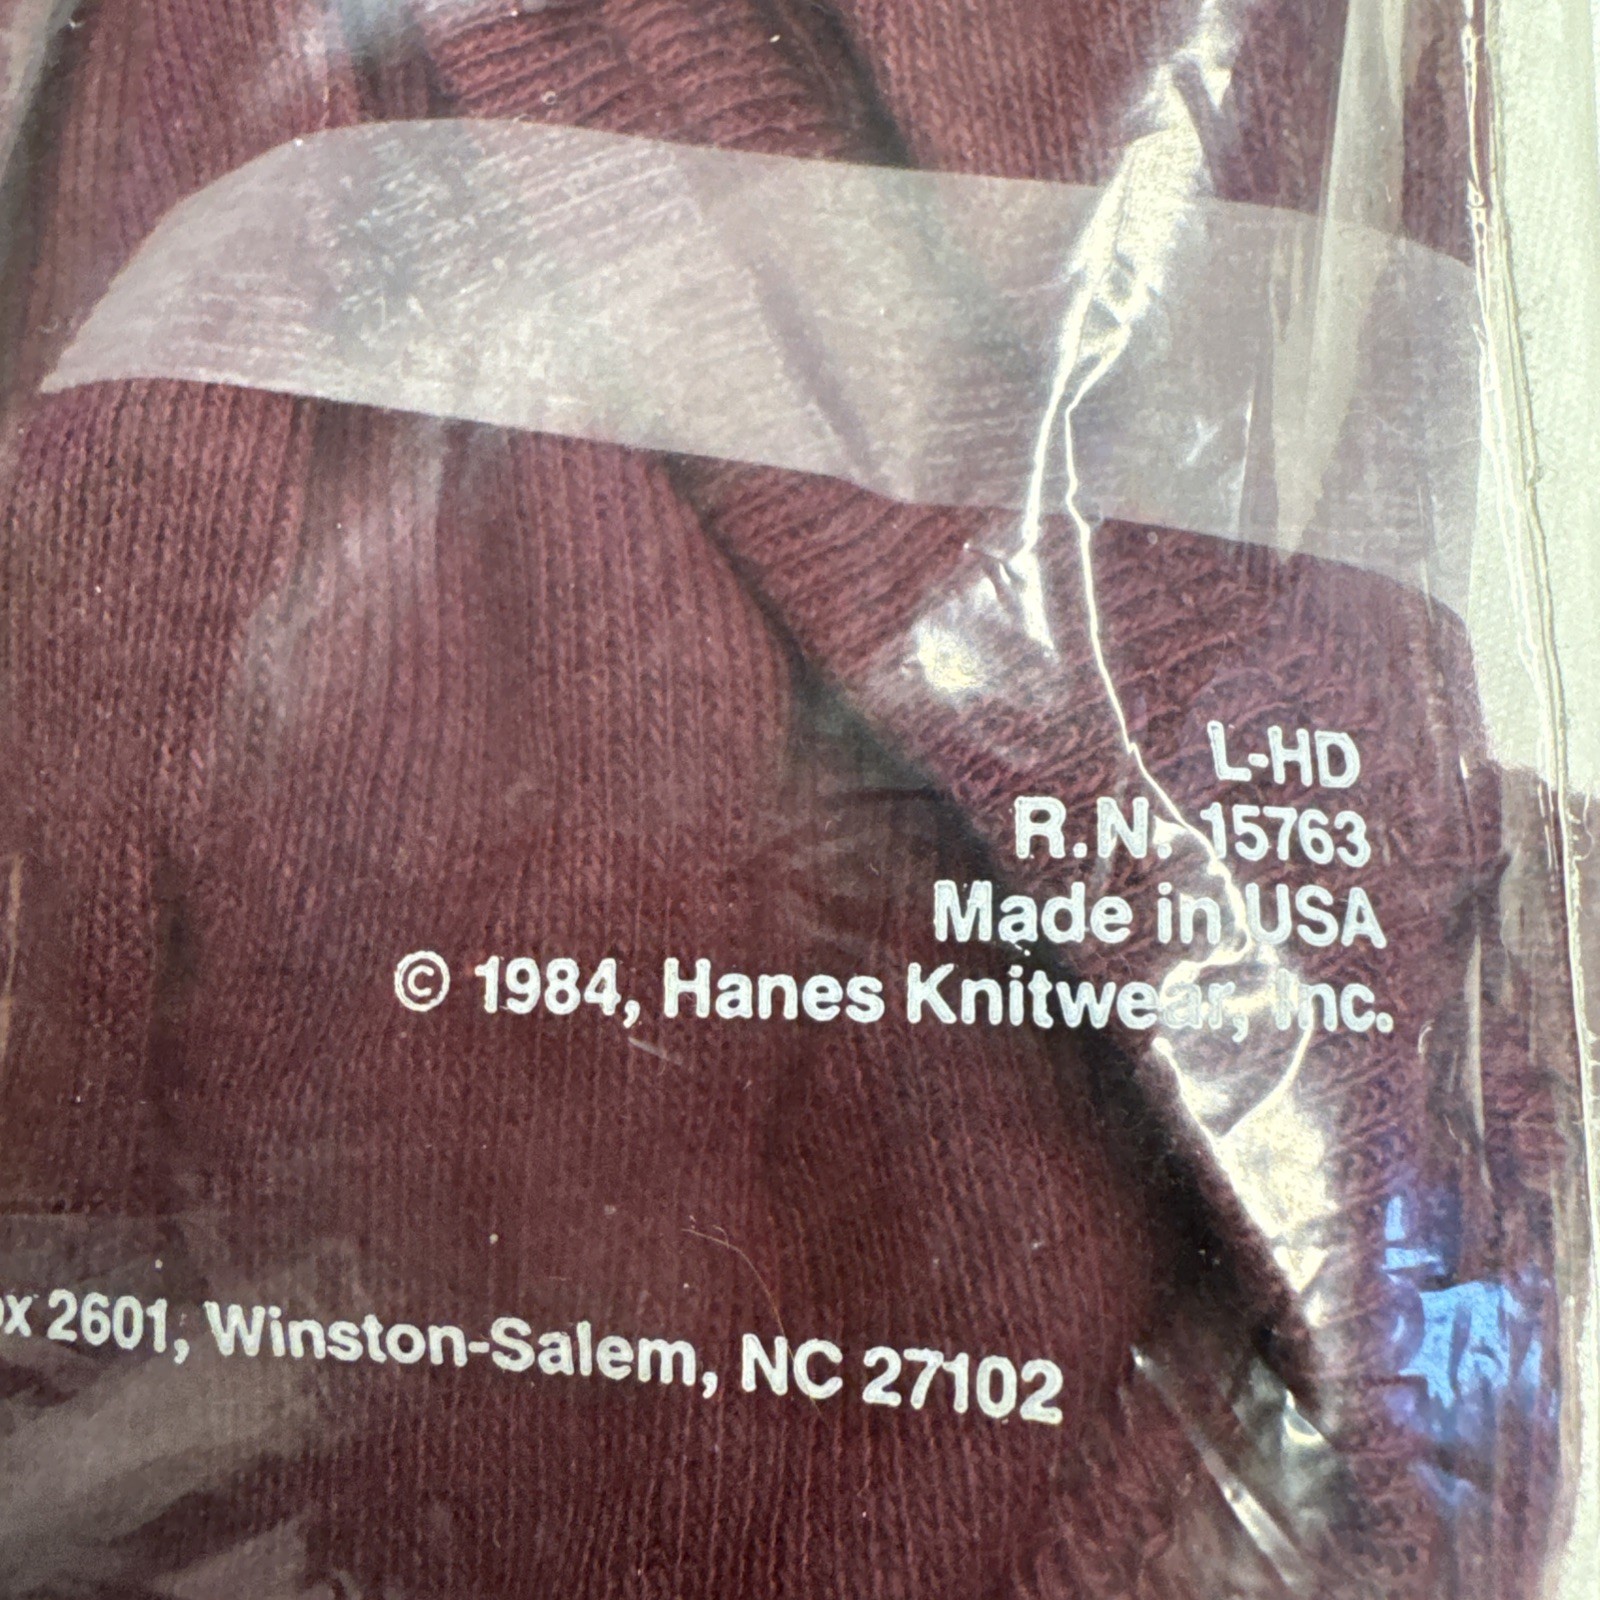 L-HD
R.N. 15763
Made in USA
© 1984, Hanes Knitwear, Inc.
2601, Winston-Salem, NC 27102